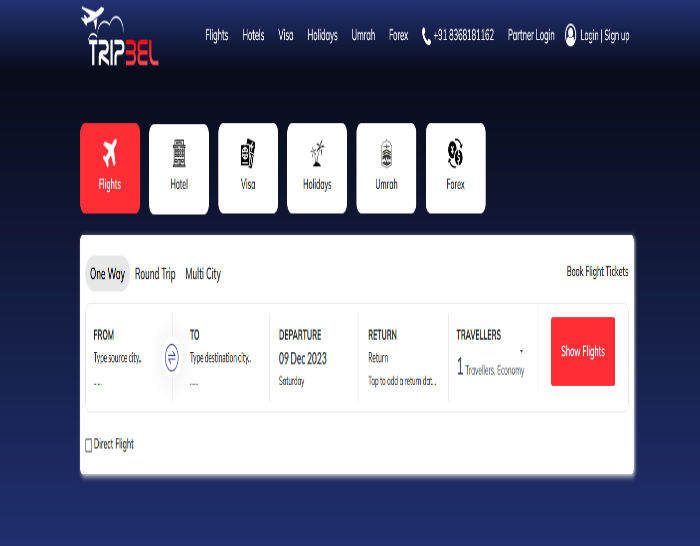 TRIPBEL
Flights Hotels Visa Holidays Umrah Forex +91 8368181162 Partner Login Login | Sign up
Flights Hotel Visa Holidays Umrah Forex
One Way Round Trip Multi City Book Flight Tickets
FROM TO DEPARTURE RETURN TRAVELLERS
Type source city.. Type destination city.. 09 Dec 2023 Return 1 Travellers, Economy Show Flights
..... ..... Saturday Tap to add a return dat...
Direct Flight